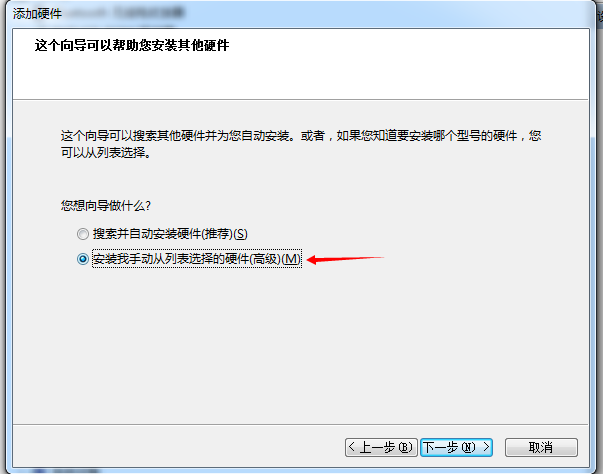 添加硬件
这个向导可以帮助您安装其他硬件
这个向导可以搜索其他硬件并为您自动安装。或者，如果您知道要安装哪个型号的硬件，您
可以从列表选择。
您想向导做什么?
搜索并自动安装硬件(推荐)(S)
安装我手动从列表选择的硬件(高级)(M)
< 上一步(B) 下一步(N) > 取消